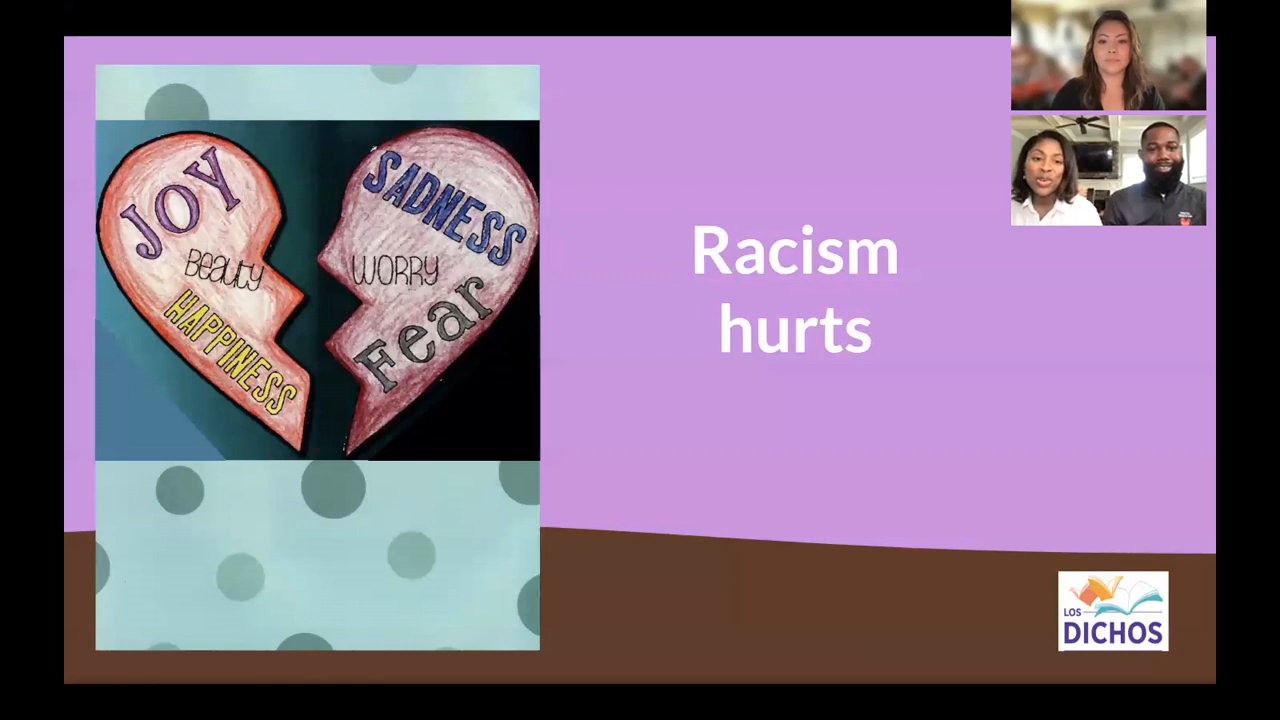 JOY
Beauty
HAPPINESS
SADNESS
WORRY
Fear
Racism
hurts
LOS
DICHOS